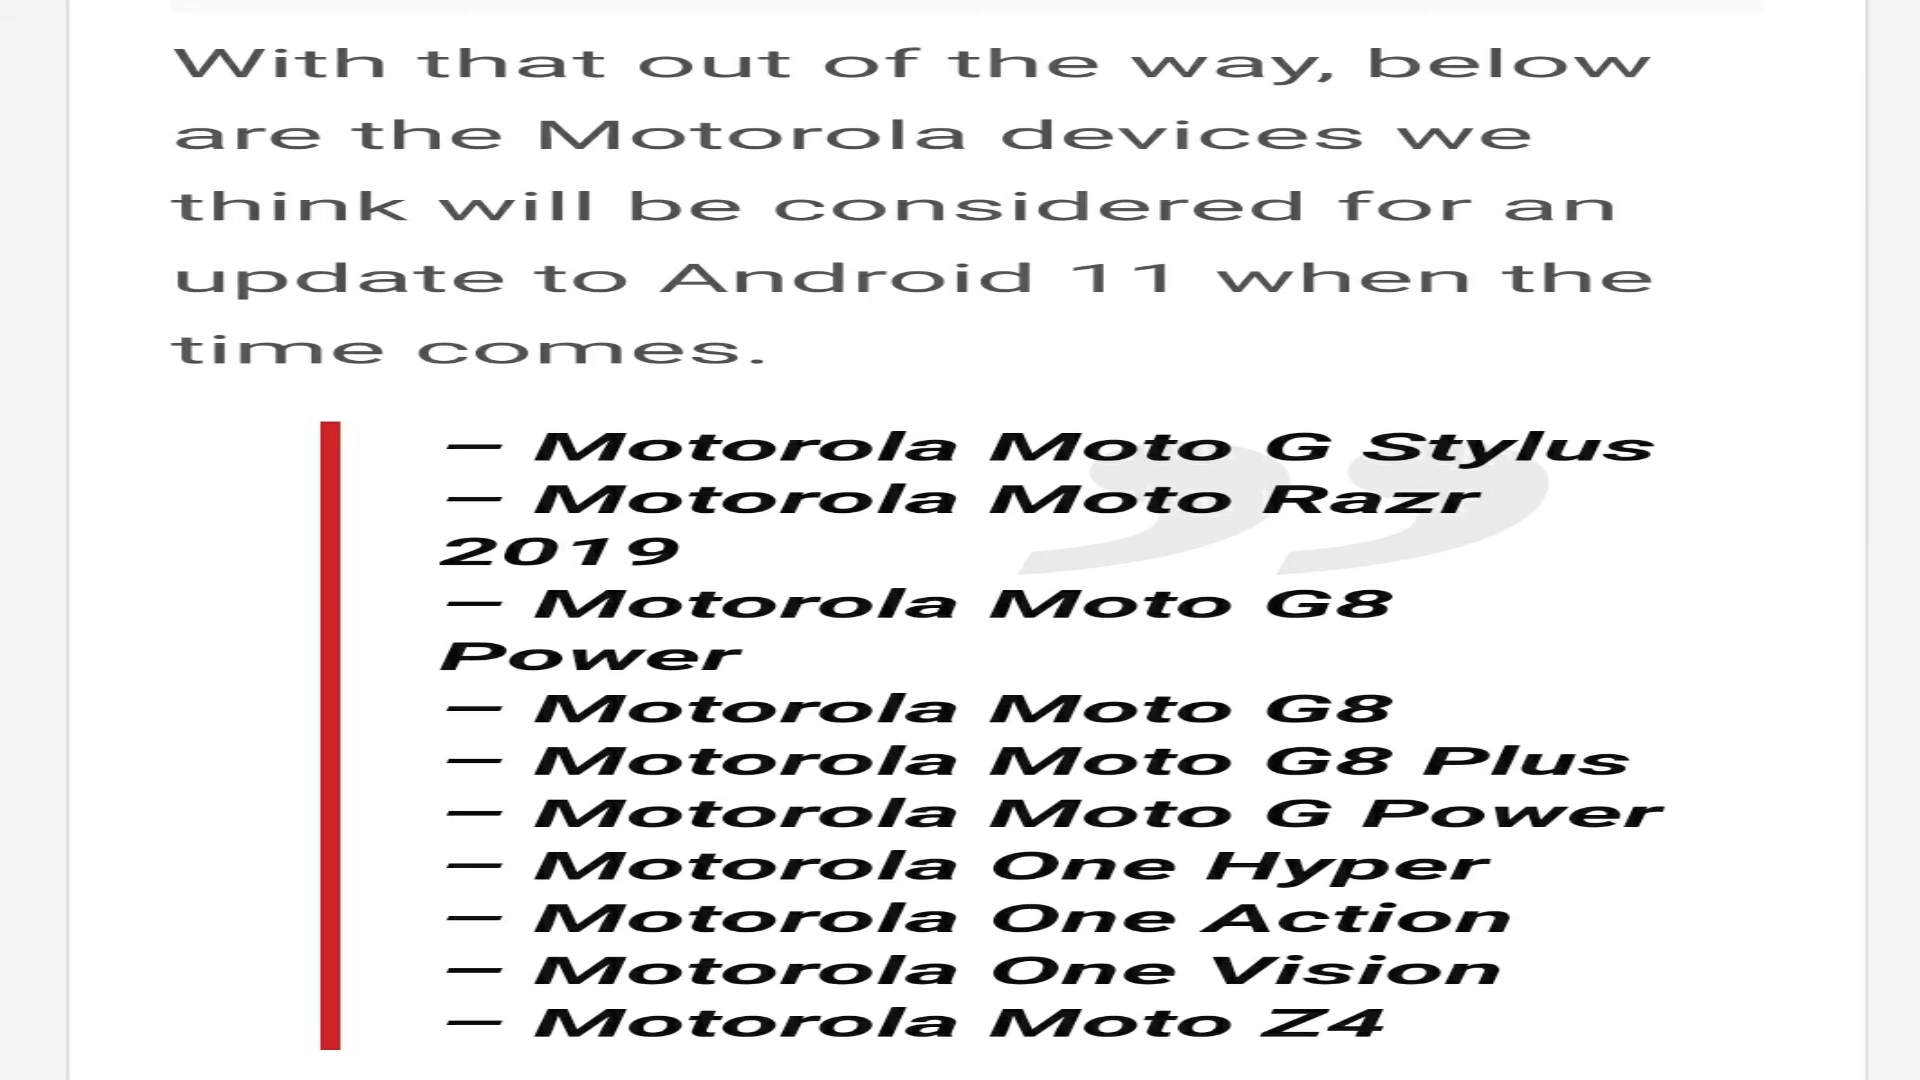 With that out of the way, below
are the Motorola devices we
think will be considered for an
update to Android 11 when the
time comes.
– Motorola Moto G Stylus
– Motorola Moto Razr
2019
– Motorola Moto G8
Power
– Motorola Moto G8
– Motorola Moto G8 Plus
– Motorola Moto G Power
– Motorola One Hyper
– Motorola One Action
– Motorola One Vision
– Motorola Moto Z4